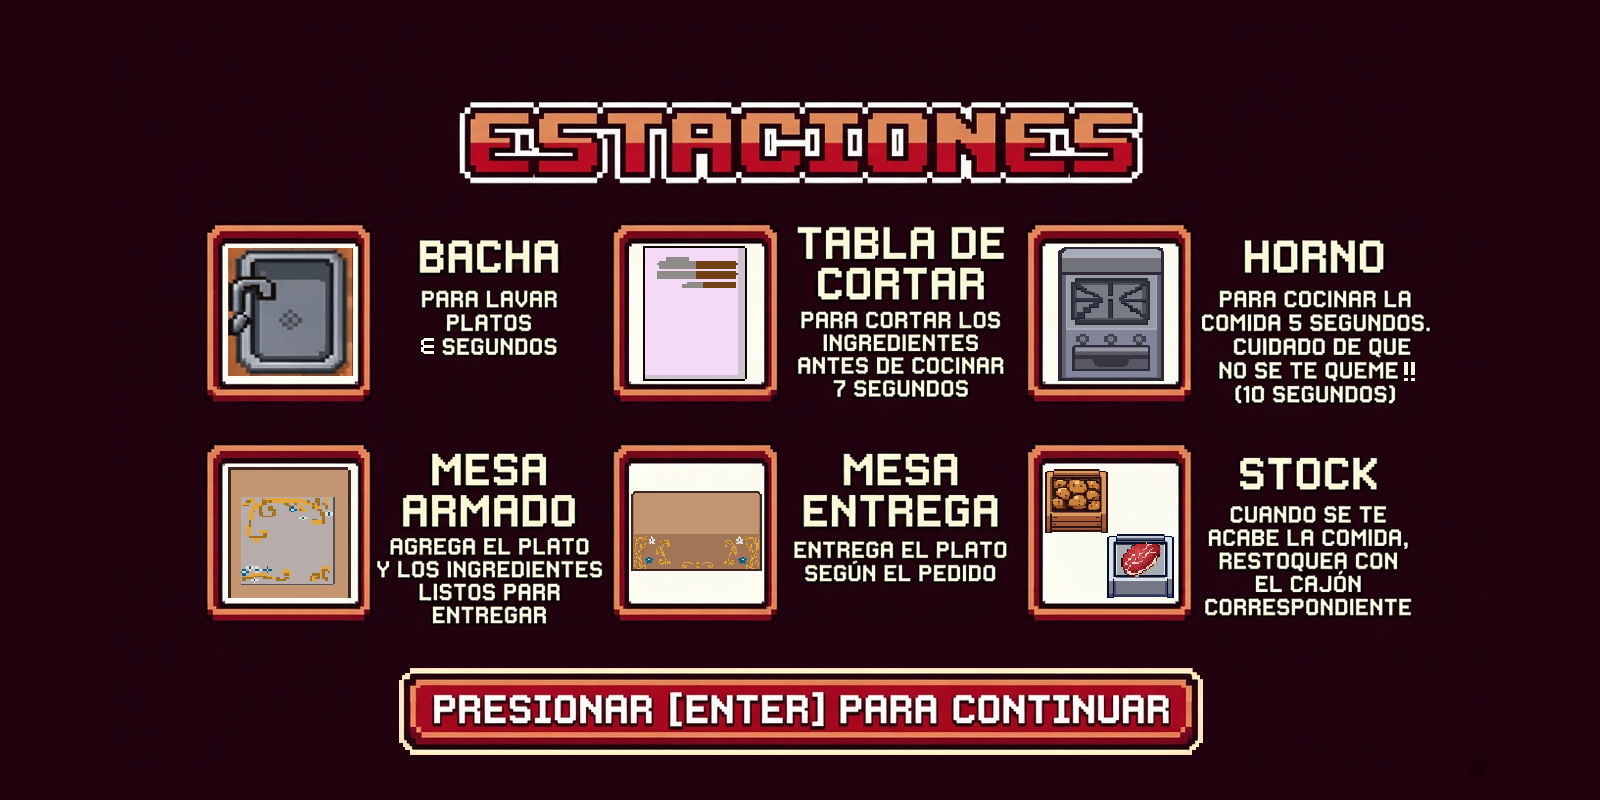 ESTACIONES
BACHA
PARA LAVAR
PLATOS
SEGUNDOS
TABLA DE
CORTAR
PARA CORTAR LOS
INGREDIENTES
ANTES DE COCINAR
7 SEGUNDOS
HORNO
PARA COCINAR LA
COMIDA 5 SEGUNDOS.
CUIDADO DE QUE
NO SE TE QUEME!!
(10 SEGUNDOS)
MESA
ARMADO
AGREGA EL PLATO
Y LOS INGREDIENTES
LISTOS PARR
ENTREGAR
MESA
ENTREGA
ENTREGA EL PLATO
SEGÚN EL PEDIDO
STOCK
CUANDO SE TE
ACABE LA COMIDA,
RESTOQUEA CON
EL CAJÓN
CORRESPONDIENTE
PRESIONAR [ENTER] PARA CONTINUAR